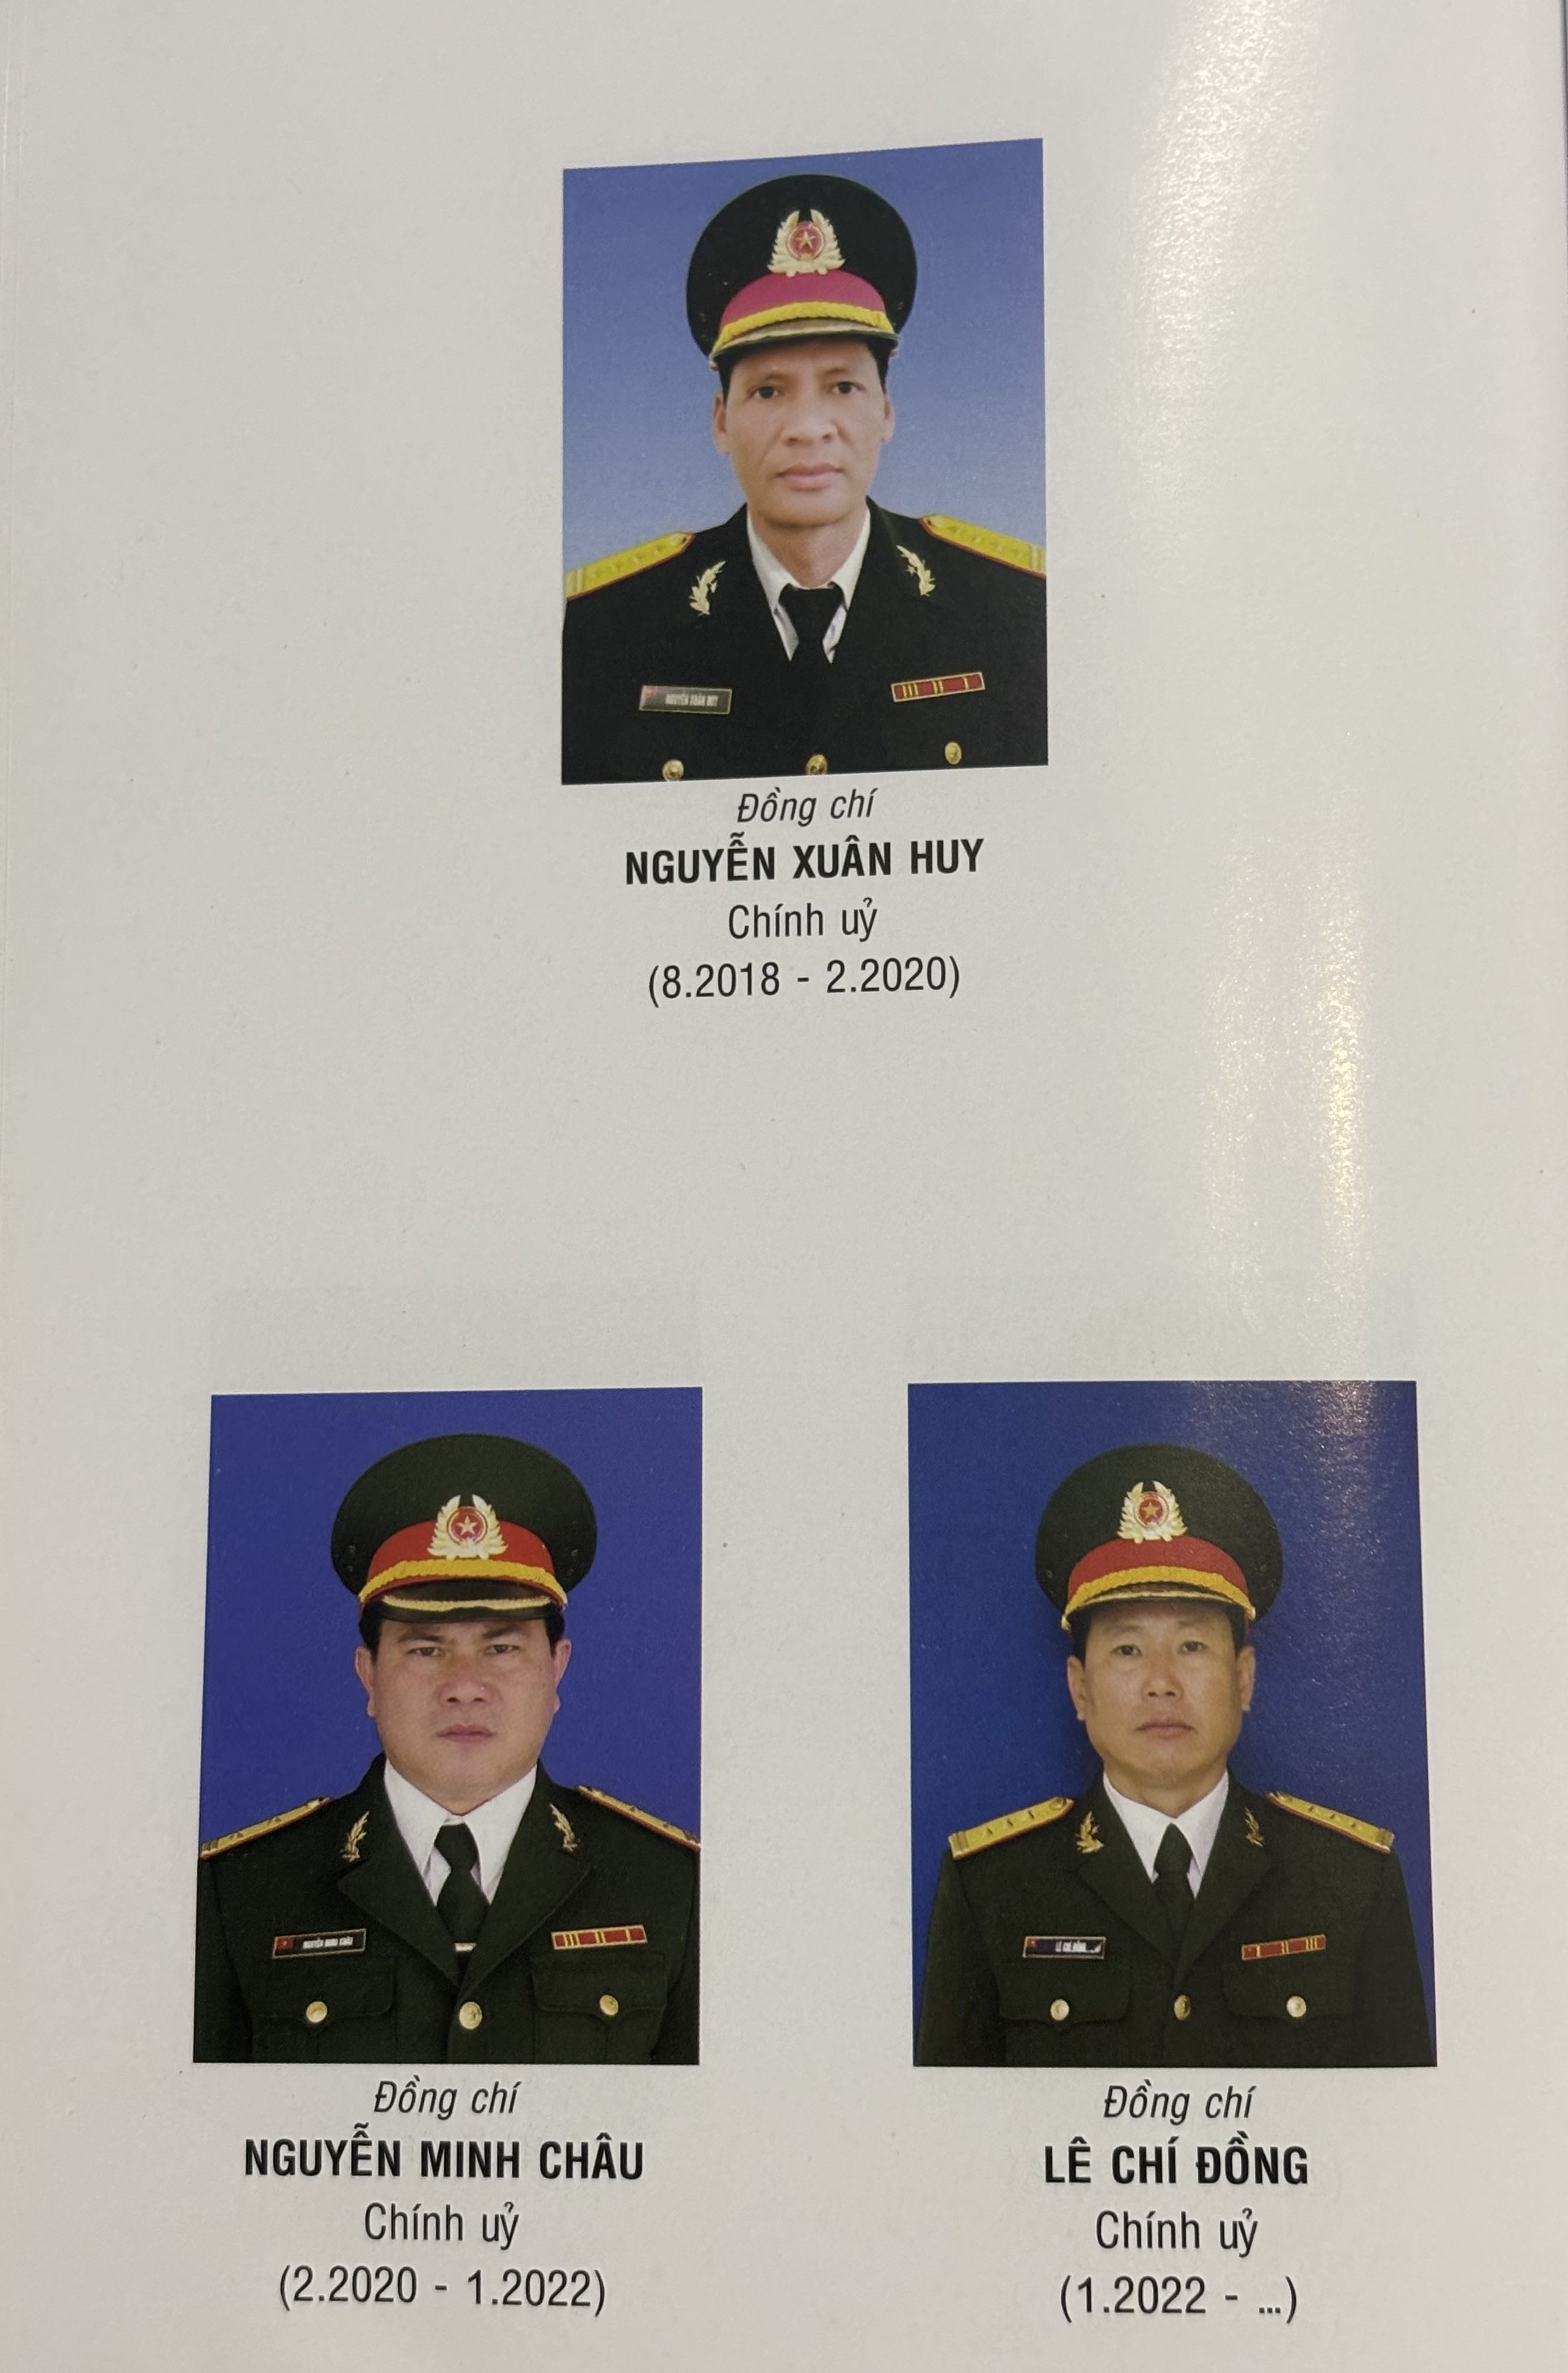 NGUYỄN XUÂN HUY
Đồng chí
NGUYỄN XUÂN HUY
Chính uỷ
(8.2018 - 2.2020)
NGUYỄN MINH CHÂU
Đồng chí
NGUYỄN MINH CHÂU
Chính uỷ
(2.2020 - 1.2022)
LÊ CHÍ ĐỒNG
Đồng chí
LÊ CHÍ ĐỒNG
Chính uỷ
(1.2022 - ...)